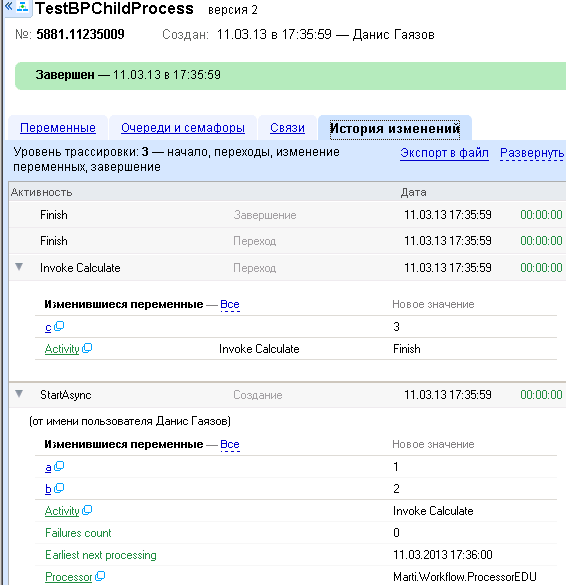 TestBPChildProcess версия 2
№: 5881.11235009 Создан: 11.03.13 в 17:35:59 — Данис Гаязов
Завершен — 11.03.13 в 17:35:59
Переменные Очереди и семафоры Связи История изменений
Уровень трассировки: 3 — начало, переходы, изменение Экспорт в файл Развернуть
переменных, завершение
Активность Дата
Finish Завершение 11.03.13 17:35:59 00:00:00
Finish Переход 11.03.13 17:35:59 00:00:00
Invoke Calculate Переход 11.03.13 17:35:59 00:00:00
Изменившиеся переменные — Все Новое значение
c 3
Activity Invoke Calculate Finish
StartAsync Создание 11.03.13 17:35:59 00:00:00
(от имени пользователя Данис Гаязов)
Изменившиеся переменные — Все Новое значение
a 1
b 2
Activity Invoke Calculate
Failures count 0
Earliest next processing 11.03.2013 17:36:00
Processor Marti.Workflow.ProcessorEDU